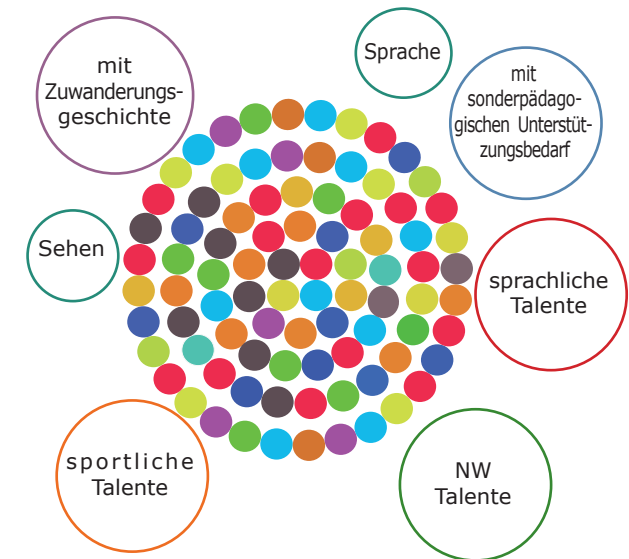 mit
Zuwanderungs-
geschichte
Sprache
mit
sonderpädago-
gischen Unterstüt-
zungsbedarf
Sehen
sprachliche
Talente
sportliche
Talente
NW
Talente